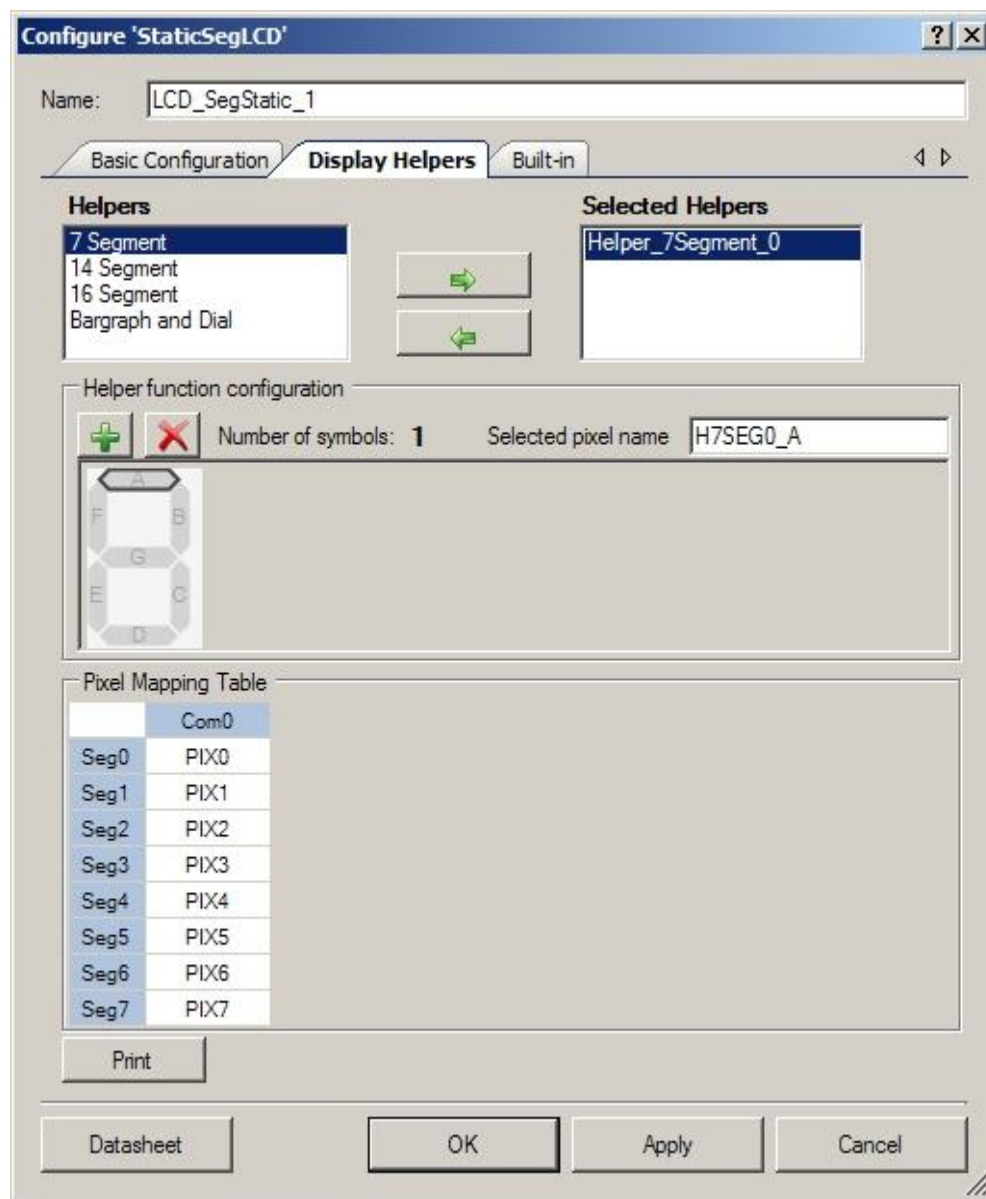 Configure 'StaticSegLCD'
? X
Name: LCD_SegStatic_1
Basic Configuration Display Helpers Built-in
Helpers Selected Helpers
7 Segment Helper_7Segment_0
14 Segment
16 Segment
Bargraph and Dial
Helper function configuration
Number of symbols: 1 Selected pixel name H7SEG0_A
A
F B
G
E C
D
Pixel Mapping Table
Com0
Seg0 PIX0
Seg1 PIX1
Seg2 PIX2
Seg3 PIX3
Seg4 PIX4
Seg5 PIX5
Seg6 PIX6
Seg7 PIX7
Print
Datasheet OK Apply Cancel